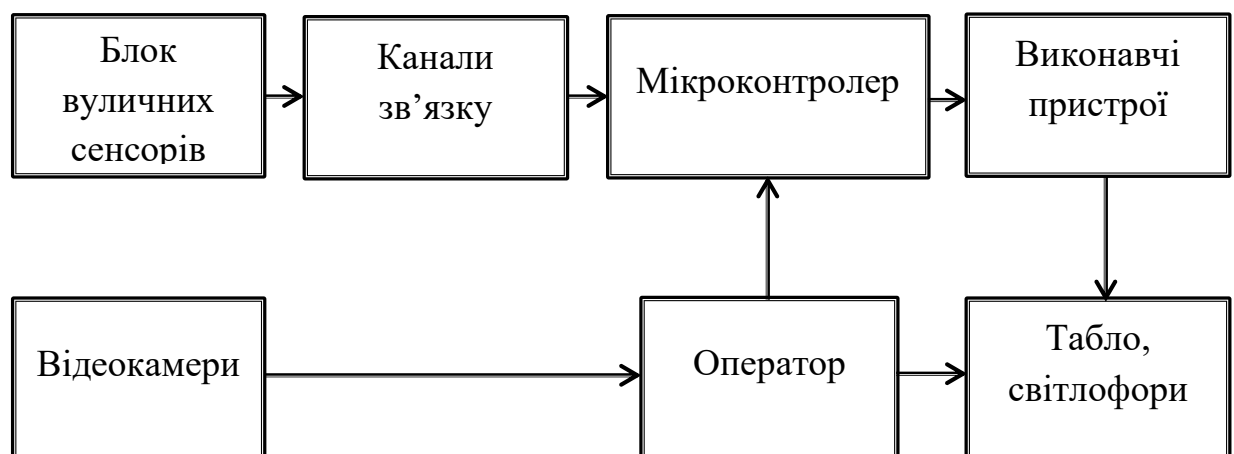 Блок
вуличних
сенсорів
Канали
зв’язку
Мікроконтролер
Виконавчі
пристрої
Відеокамери
Оператор
Табло,
світлофори